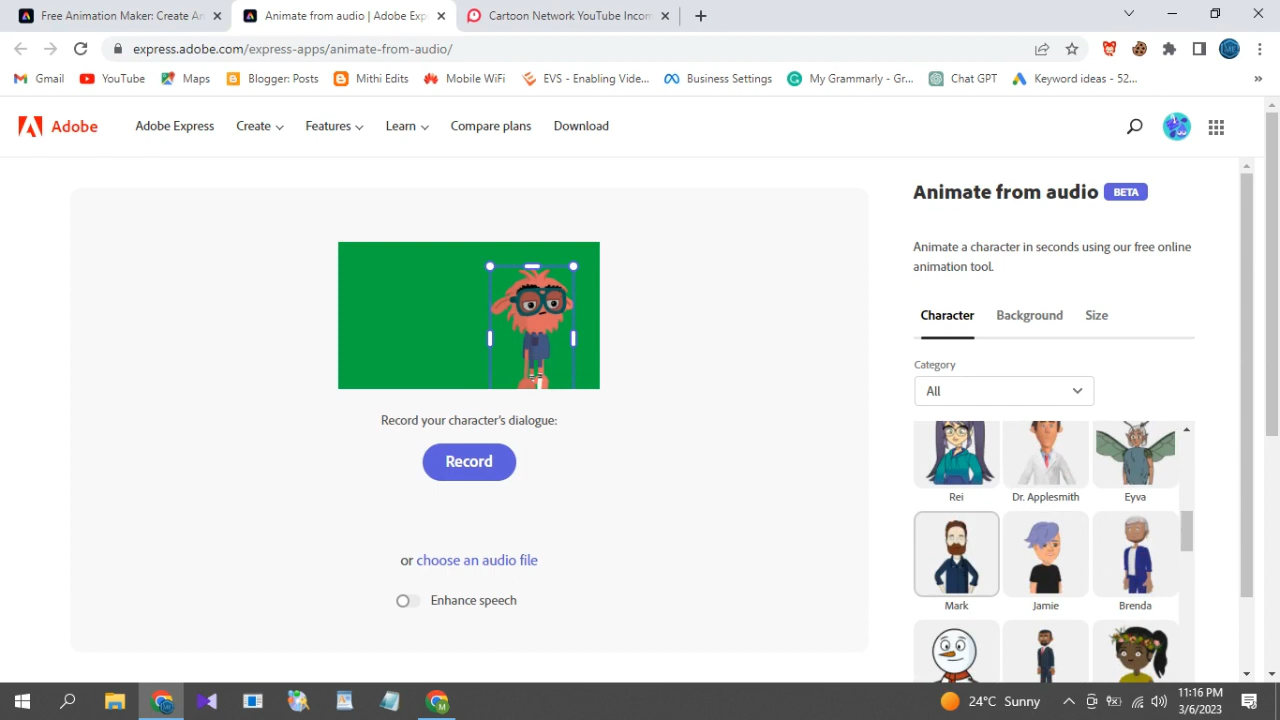 Free Animation Maker: Create An
Animate from audio | Adobe Exp
Cartoon Network YouTube Incom
express.adobe.com/express-apps/animate-from-audio/
Gmail
YouTube
Maps
Blogger: Posts
Mithi Edits
Mobile WiFi
EVS - Enabling Vide...
Business Settings
My Grammarly - Gr...
Chat GPT
Keyword ideas - 52...
»
Adobe
Adobe Express
Create
Features
Learn
Compare plans
Download
Animate from audio BETA
Animate a character in seconds using our free online
animation tool.
Character
Background
Size
Category
All
Record your character's dialogue:
Record
or choose an audio file
Enhance speech
Rei
Dr. Applesmith
Eyva
Mark
Jamie
Brenda
24°C Sunny
11:16 PM
3/6/2023